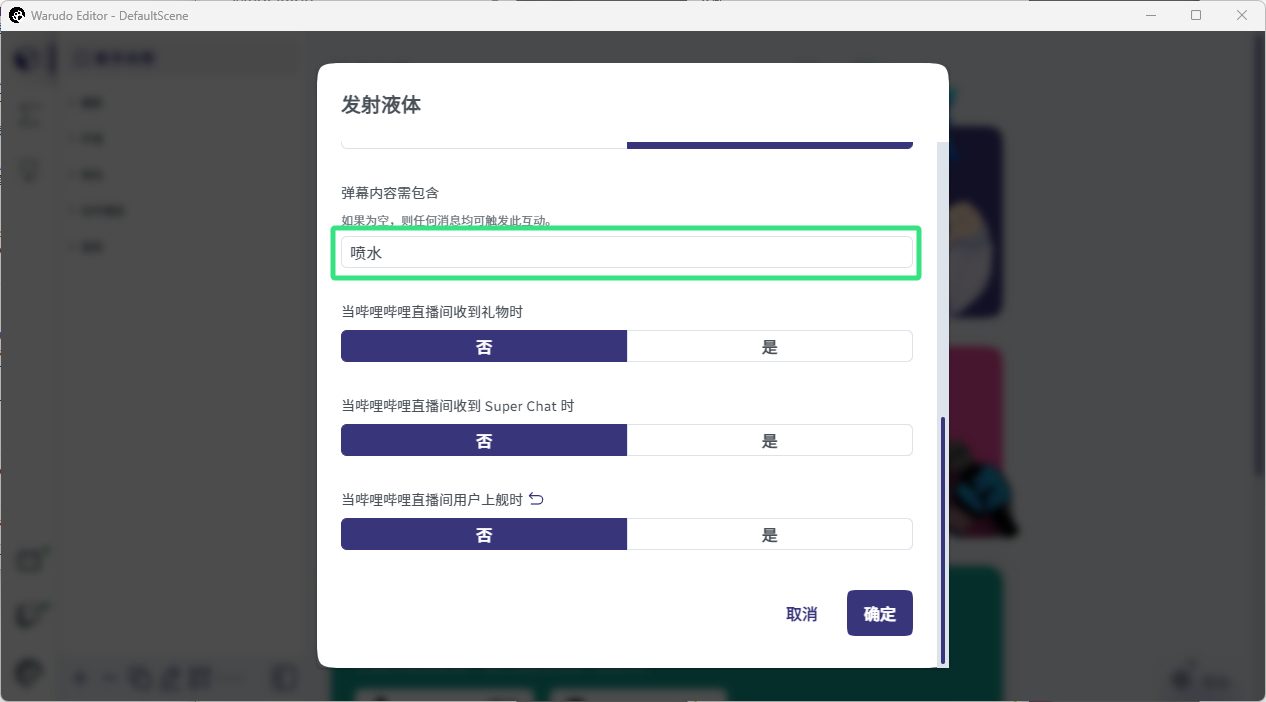 Warudo Editor - DefaultScene
发射液体
弹幕内容需包含
如果为空，则任何消息均可触发此互动。
喷水
当哔哩哔哩直播间收到礼物时
否
是
当哔哩哔哩直播间收到 Super Chat 时
否
是
当哔哩哔哩直播间用户上舰时
否
是
取消
确定